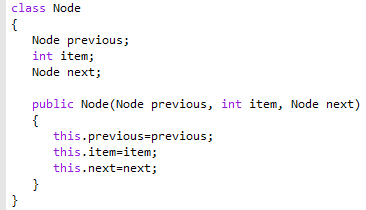 class Node
{
   Node previous;
   int item;
   Node next;

   public Node(Node previous, int item, Node next)
   {
      this.previous=previous;
      this.item=item;
      this.next=next;
   }
}